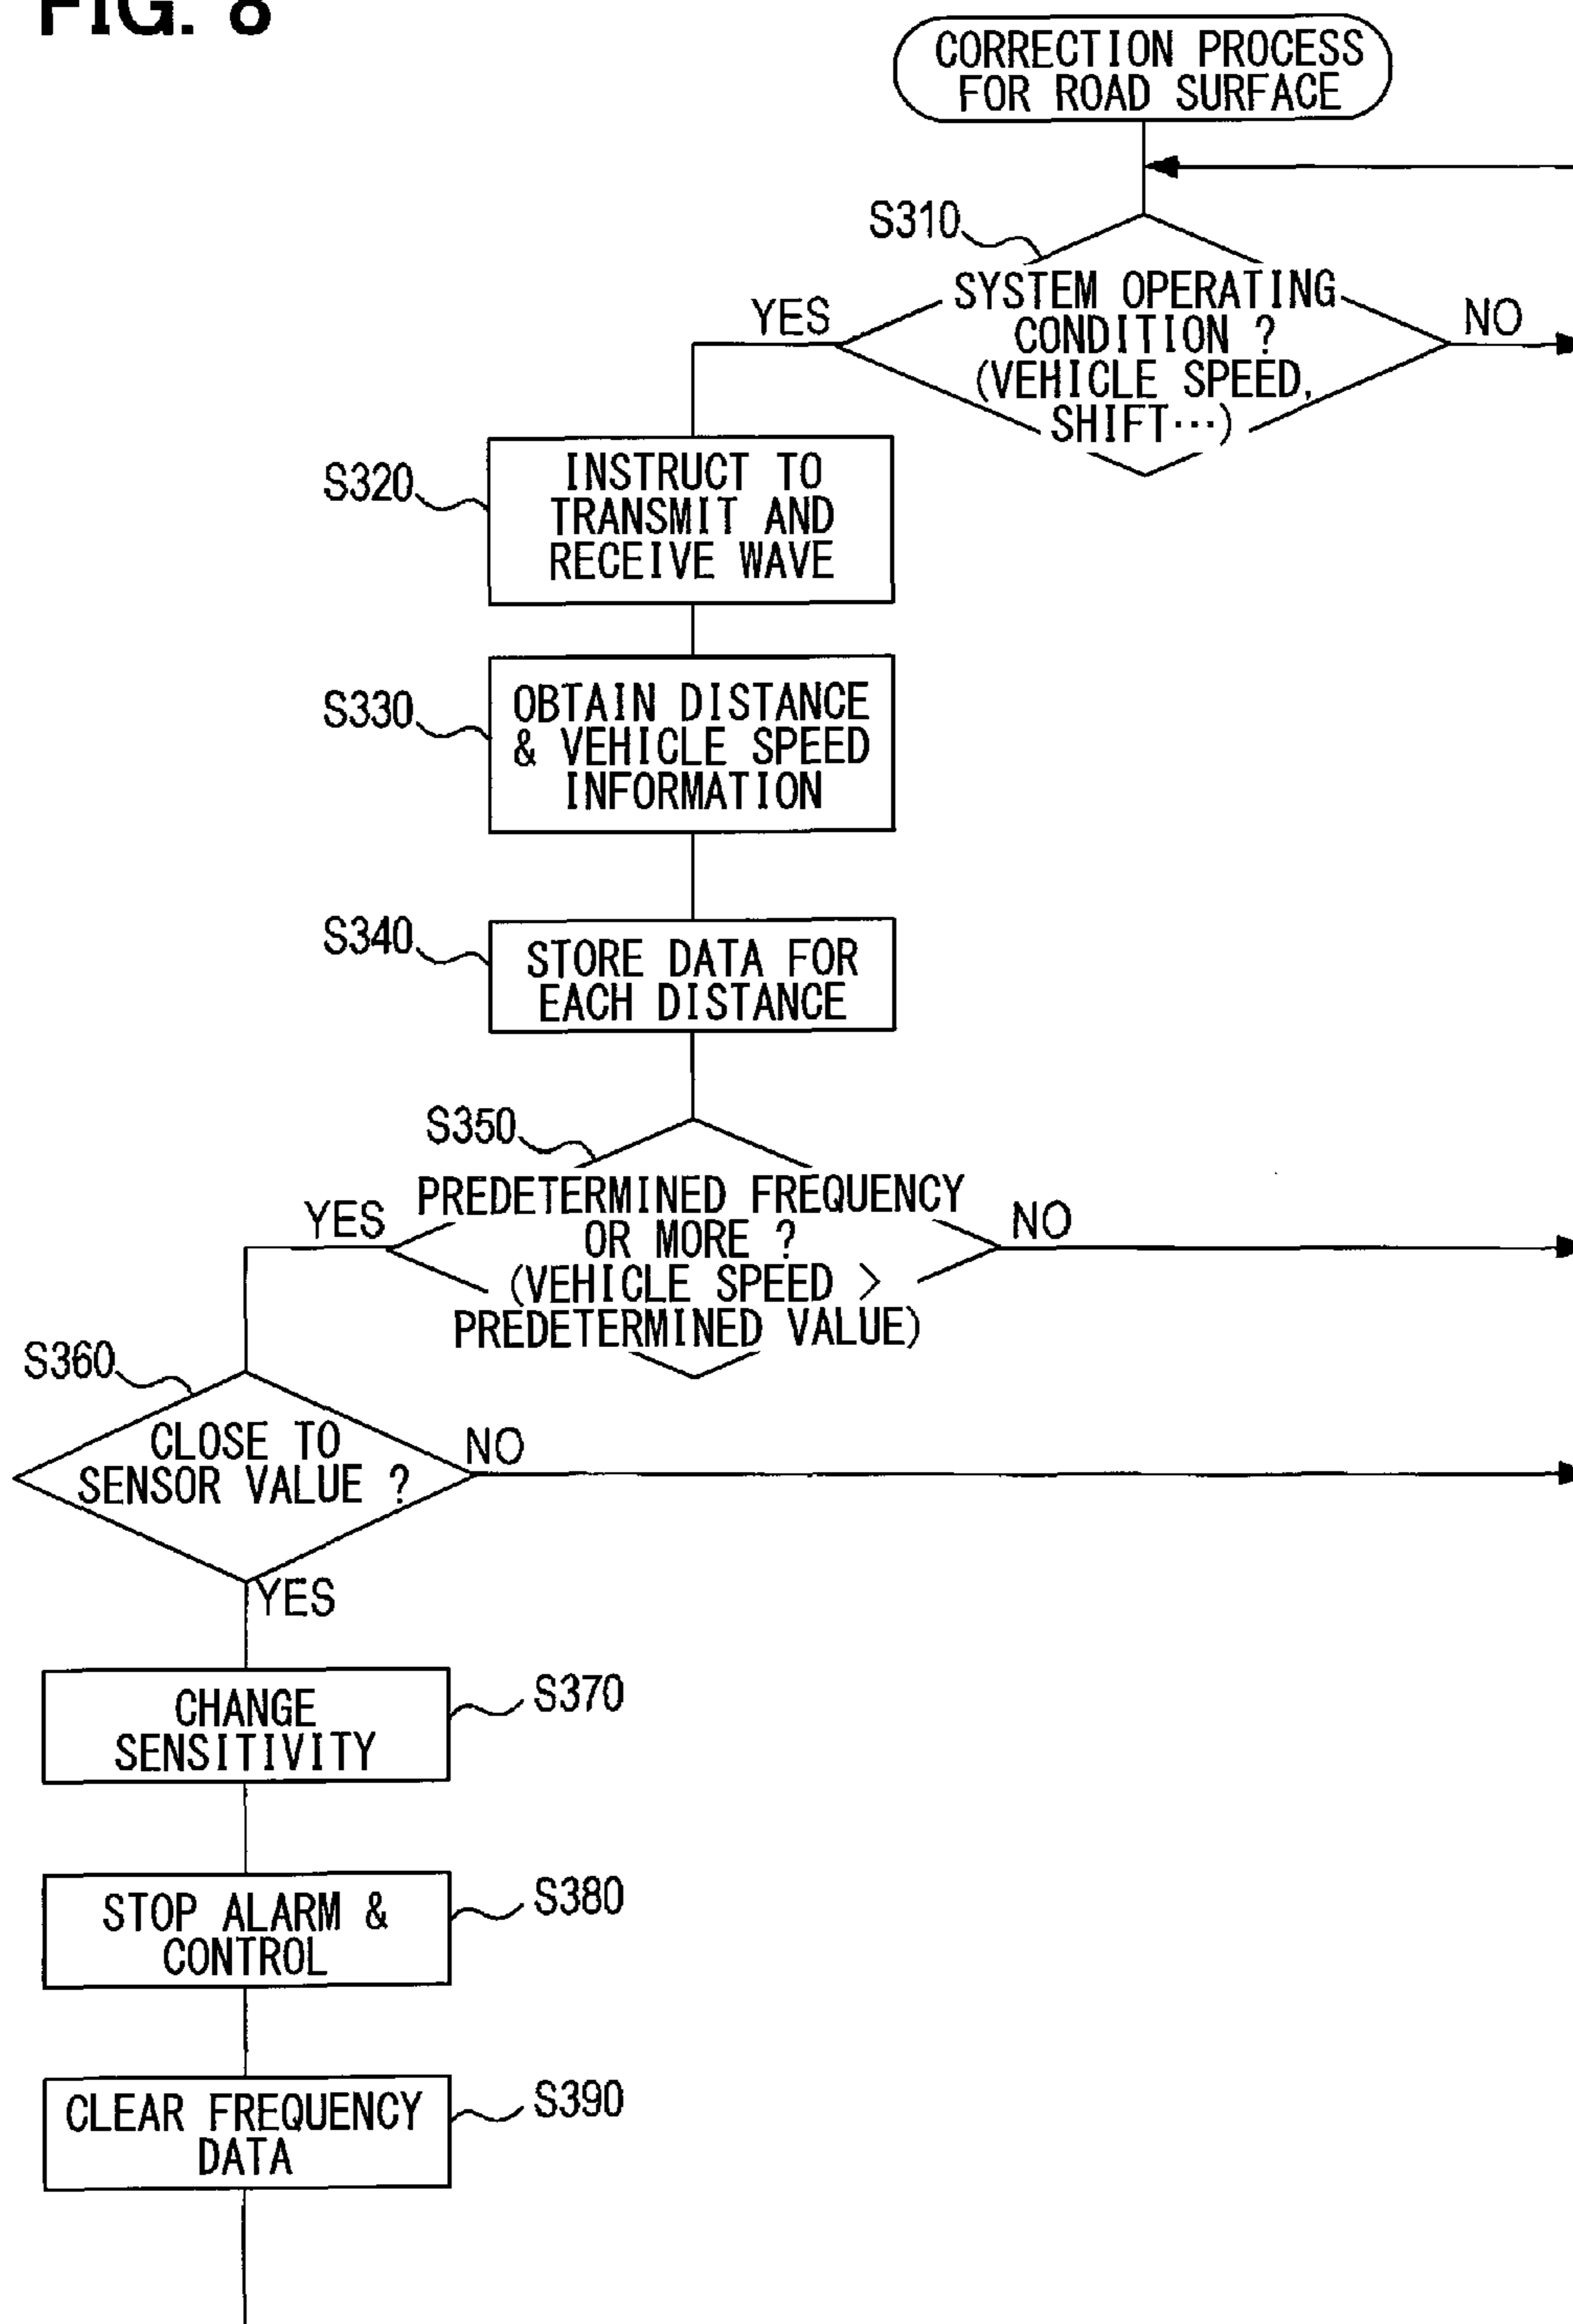 FIG. 8
CORRECTION PROCESS
FOR ROAD SURFACE
S310
SYSTEM OPERATING
CONDITION ?
(VEHICLE SPEED,
SHIFT···)
YES
NO
S320
INSTRUCT TO
TRANSMIT AND
RECEIVE WAVE
S330
OBTAIN DISTANCE
& VEHICLE SPEED
INFORMATION
S340
STORE DATA FOR
EACH DISTANCE
S350
PREDETERMINED FREQUENCY
OR MORE ?
(VEHICLE SPEED >
PREDETERMINED VALUE)
YES
NO
S360
CLOSE TO
SENSOR VALUE ?
NO
YES
CHANGE
SENSITIVITY
S370
STOP ALARM &
CONTROL
S380
CLEAR FREQUENCY
DATA
S390